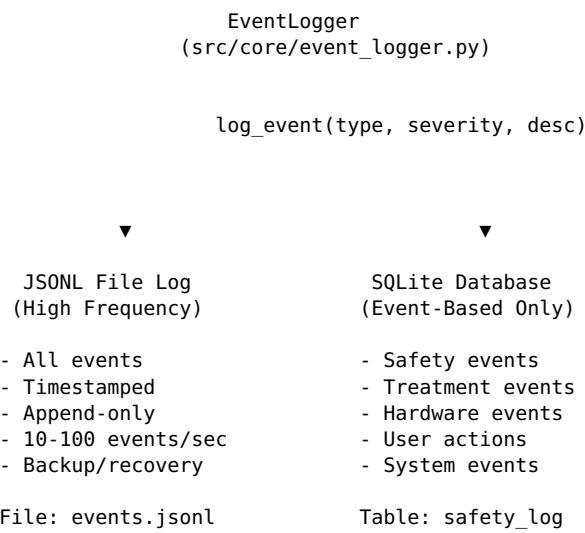 EventLogger
(src/core/event_logger.py)
log_event(type, severity, desc)
▼ ▼
JSONL File Log
(High Frequency)
- All events
- Timestamped
- Append-only
- 10-100 events/sec
- Backup/recovery
File: events.jsonl
SQLite Database
(Event-Based Only)
- Safety events
- Treatment events
- Hardware events
- User actions
- System events
Table: safety_log